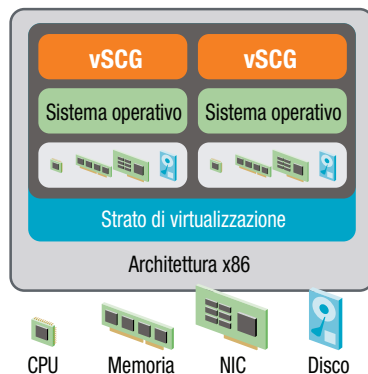 vSCG vSCG
Sistema operativo Sistema operativo
Strato di virtualizzazione
Architettura x86
CPU Memoria NIC Disco